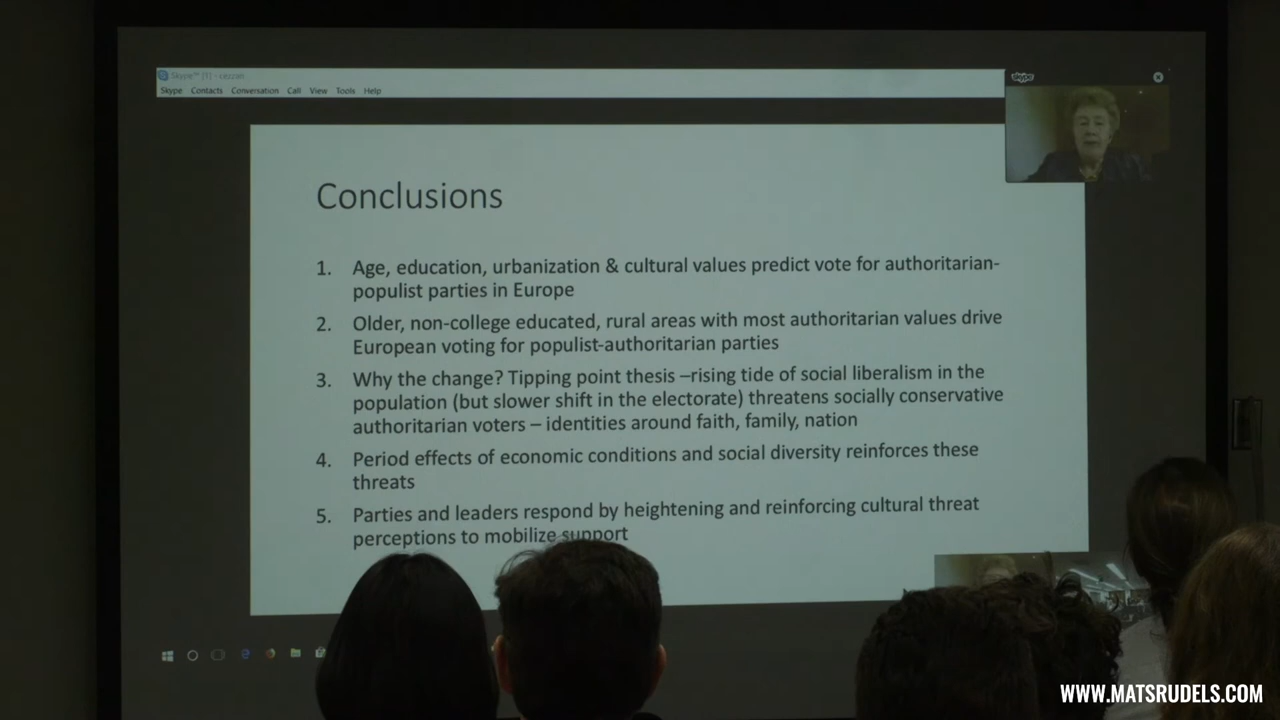 Skype™ [1] -
skype
Skype Contacts Conversation Call View Tools Help
Conclusions
1. Age, education, urbanization & cultural values predict vote for authoritarian-
populist parties in Europe
2. Older, non-college educated, rural areas with most authoritarian values drive
European voting for populist-authoritarian parties
3. Why the change? Tipping point thesis –rising tide of social liberalism in the
population (but slower shift in the electorate) threatens socially conservative
authoritarian voters – identities around faith, family, nation
4. Period effects of economic conditions and social diversity reinforces these
threats
5. Parties and leaders respond by heightening and reinforcing cultural threat
perceptions to mobilize support
WWW.MATSRUDELS.COM